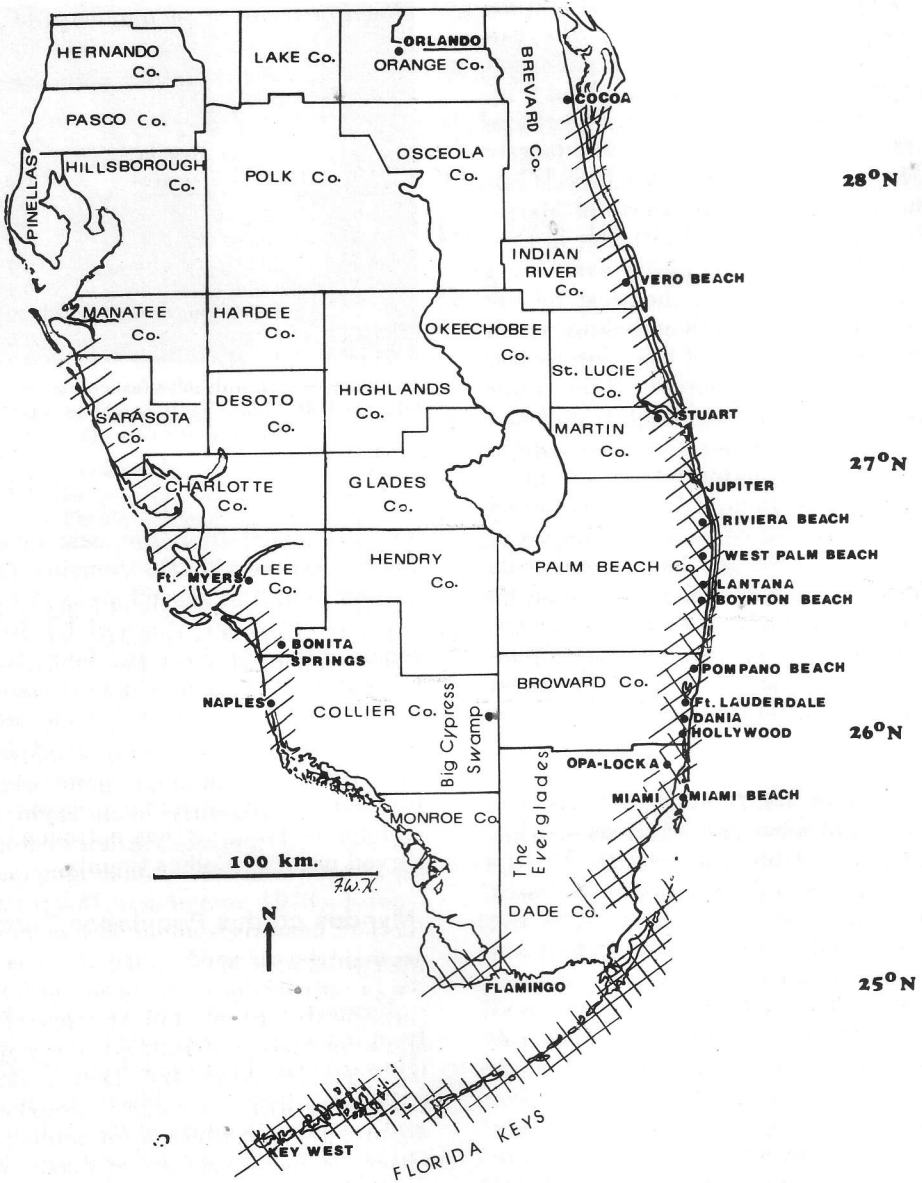 HERNANDO
Co.
LAKE Co.
ORLANDO
ORANGE Co.
BREVARD Co.
COCOA
PASCO Co.
PINELLAS
HILLSBOROUGH
Co.
POLK Co.
OSCEOLA
Co.
28°N
INDIAN
RIVER
Co.
VERO BEACH
MANATEE
Co.
HARDEE
Co.
OKEECHOBEE
Co.
St. LUCIE
Co.
SARASOTA
Co.
DESOTO
Co.
HIGHLANDS
Co.
STUART
MARTIN
Co.
27°N
CHARLOTTE
Co.
GLADES
Co.
JUPITER
RIVIERA BEACH
Ft. MYERS
LEE
Co.
HENDRY
Co.
PALM BEACH Co.
WEST PALM BEACH
LANTANA
BOYNTON BEACH
BONITA
SPRINGS
POMPANO BEACH
NAPLES
COLLIER Co.
Big Cypress
Swamp
BROWARD Co.
Ft. LAUDERDALE
DANIA
HOLLYWOOD
26°N
OPA-LOCKA
MIAMI
MIAMI BEACH
MONROE Co.
The
Everglades
100 km.
F.W.H.
DADE Co.
N
FLAMINGO
25°N
KEY WEST
FLORIDA KEYS